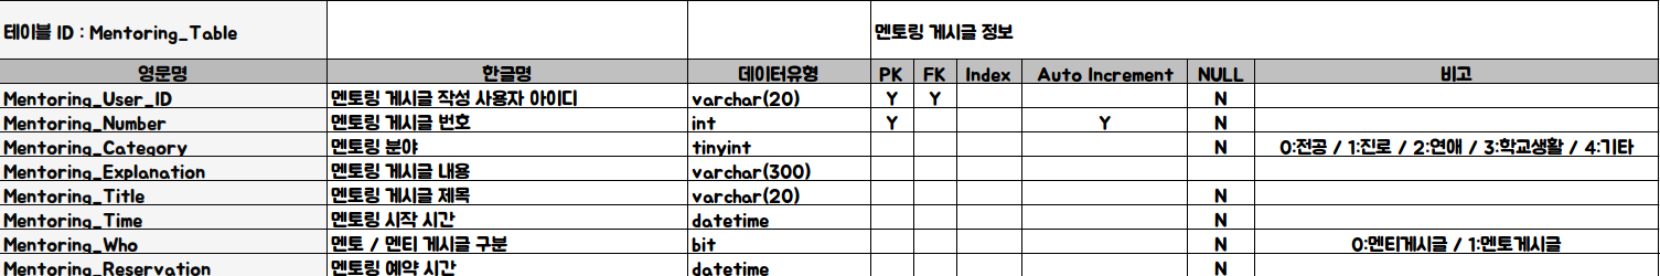 테이블 ID : Mentoring_Table 멘토링 게시글 정보
영문명 한글명 데이터유형 PK FK Index Auto Increment NULL 비고
Mentoring_User_ID 멘토링 게시글 작성 사용자 아이디 varchar(20) Y Y N
Mentoring_Number 멘토링 게시글 번호 int Y Y N
Mentoring_Category 멘토링 분야 tinyint N 0:전공 / 1:진로 / 2:연애 / 3:학교생활 / 4:기타
Mentoring_Explanation 멘토링 게시글 내용 varchar(300)
Mentoring_Title 멘토링 게시글 제목 varchar(20) N
Mentoring_Time 멘토링 시작 시간 datetime N
Mentoring_Who 멘토 / 멘티 게시글 구분 bit N 0:멘티게시글 / 1:멘토게시글
Mentoring_Reservation 멘토링 예약 시간 datetime N